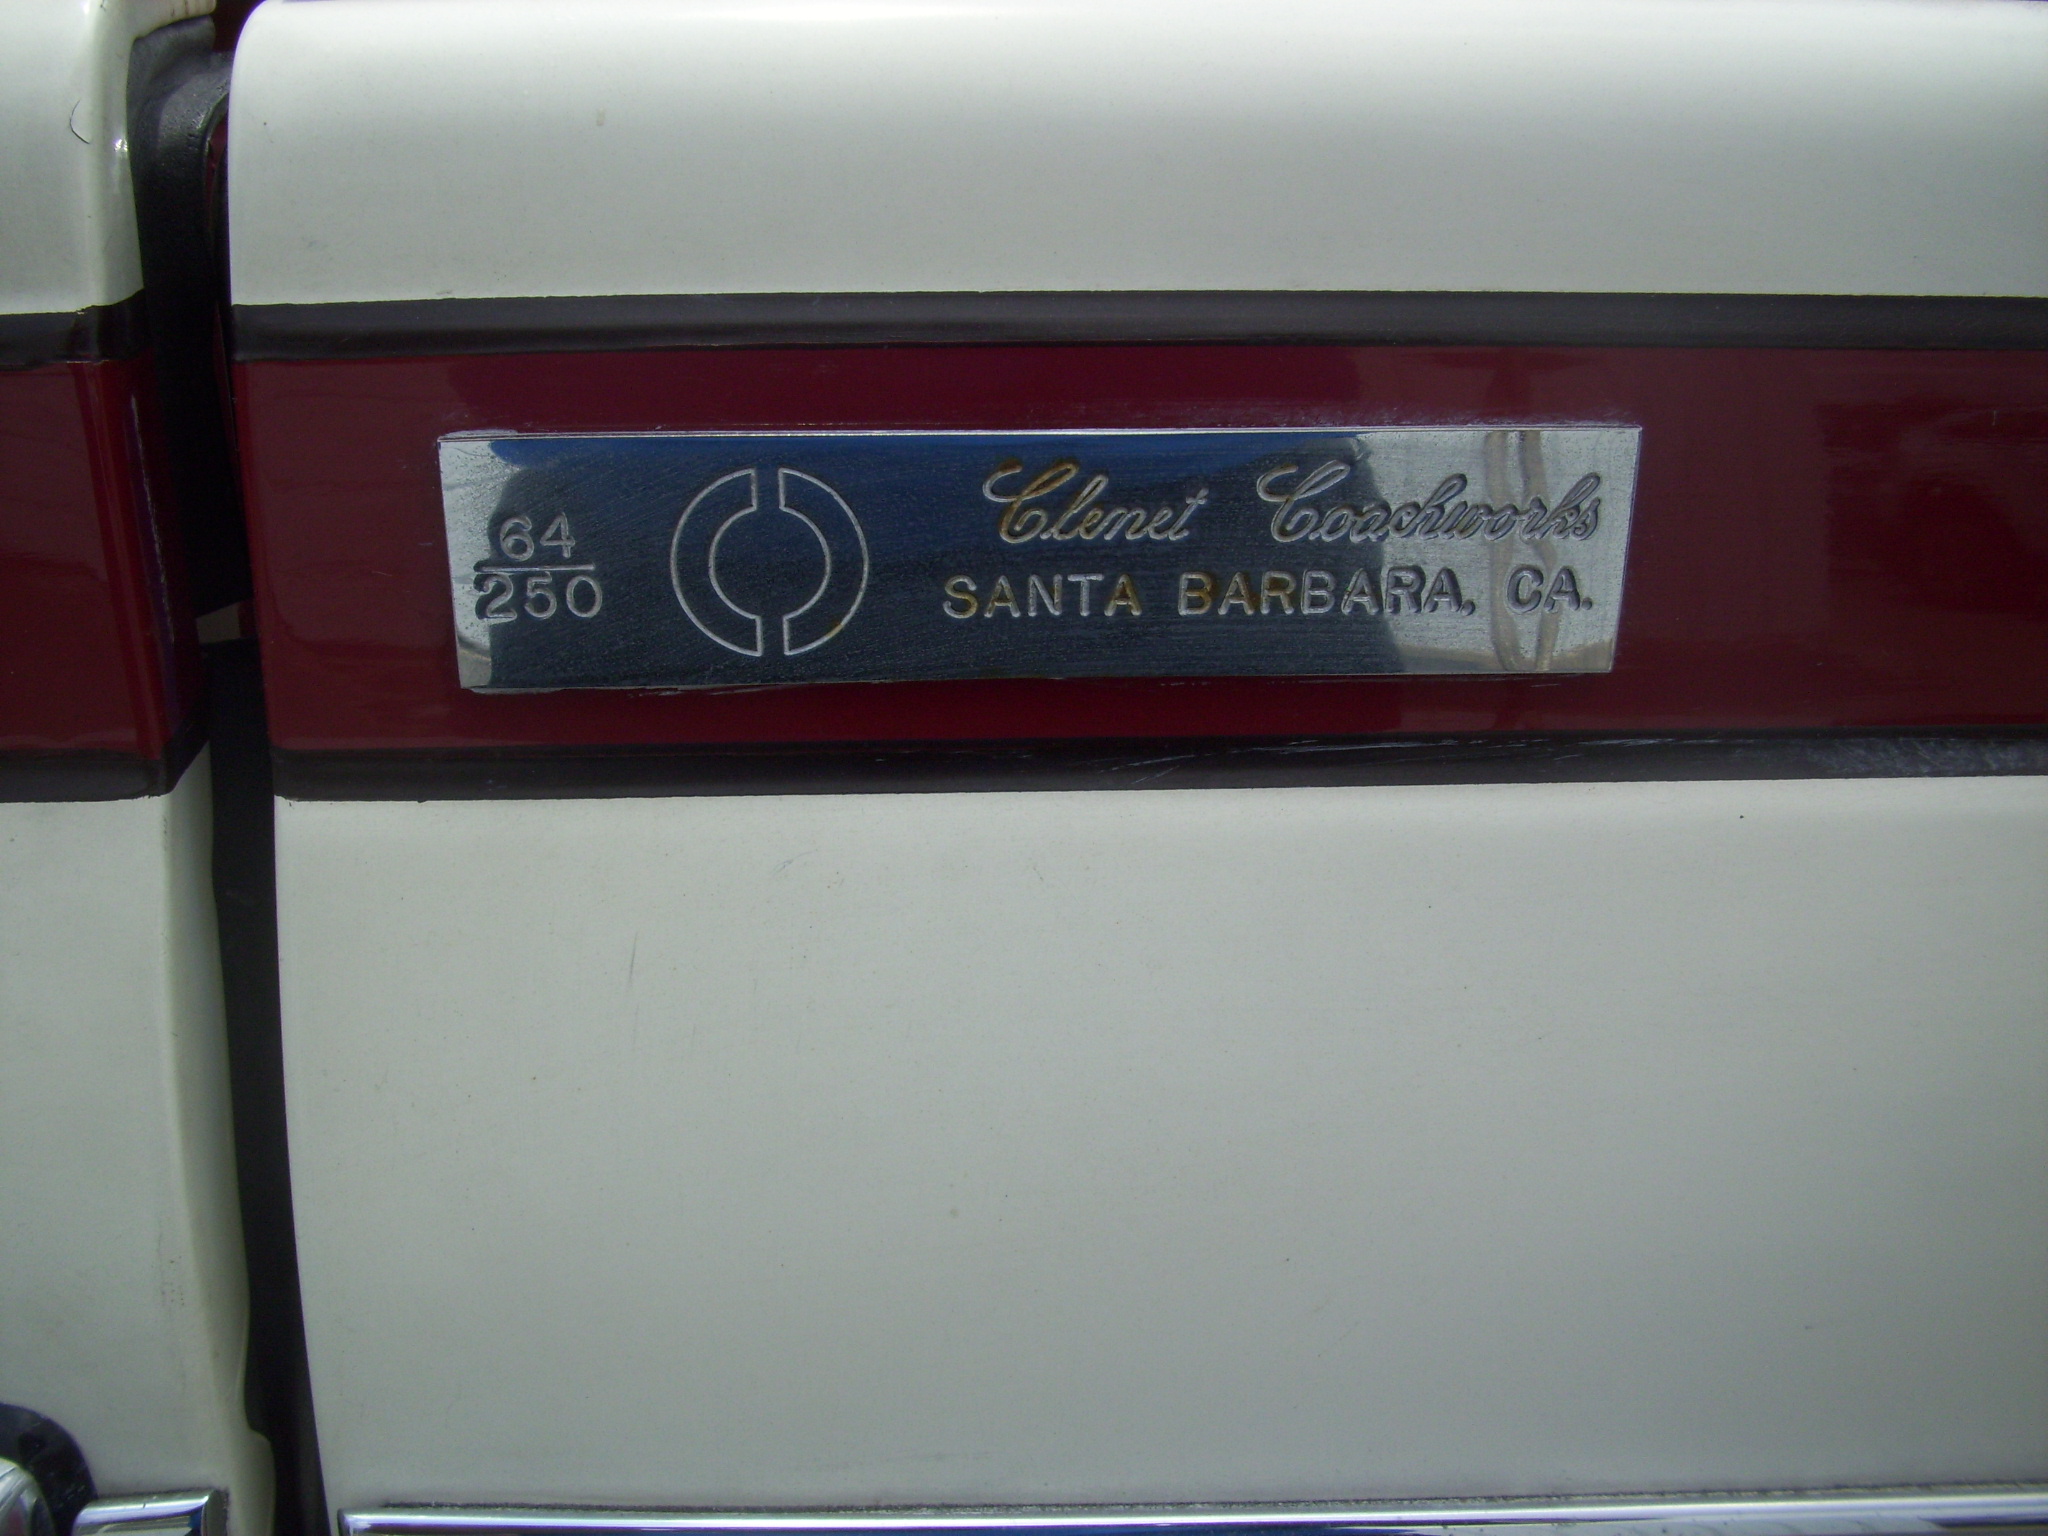 64
250
Clenet Coachworks
SANTA BARBARA, CA.